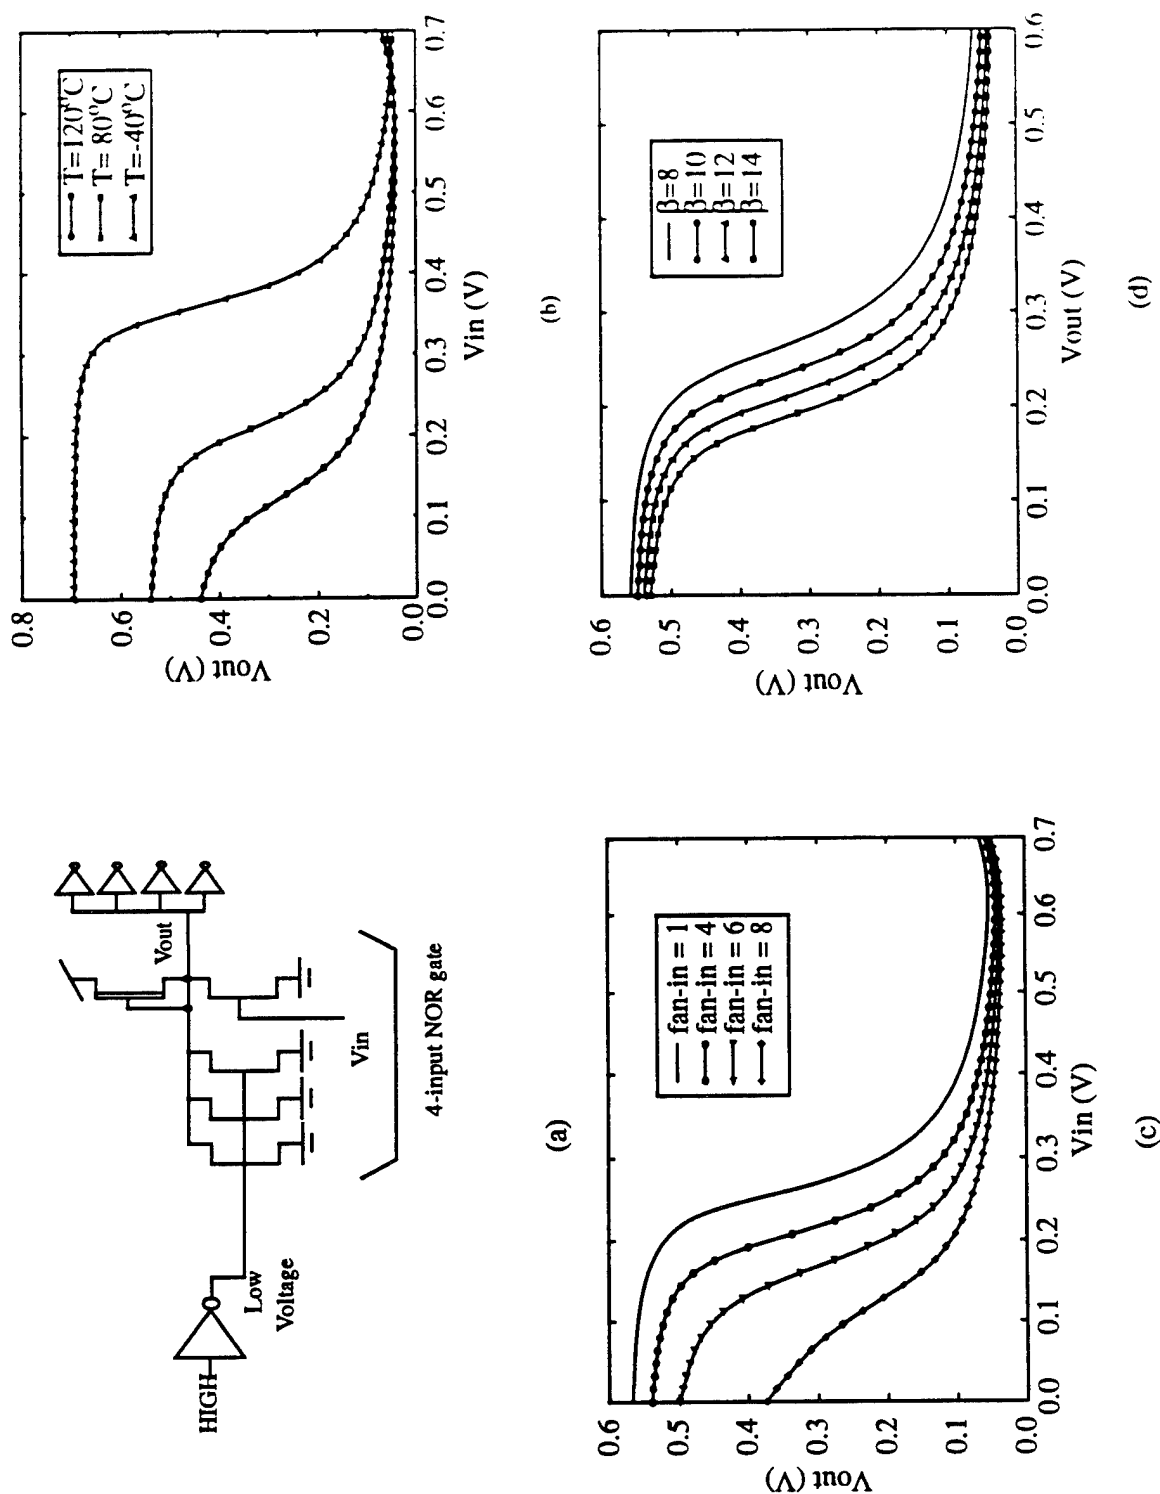 HIGH
Low
Voltage
Vin
Vout
4-input NOR gate
(a)
Vout (V)
0.8
0.6
0.4
0.2
0.0
0.0
0.1
0.2
0.3
0.4
0.5
0.6
0.7
Vin (V)
T=120°C
T= 80°C
T=-40°C
(b)
Vout (V)
0.6
0.5
0.4
0.3
0.2
0.1
0.0
0.0
0.1
0.2
0.3
0.4
0.5
0.6
0.7
Vin (V)
fan-in = 1
fan-in = 4
fan-in = 6
fan-in = 8
(c)
Vout (V)
0.6
0.5
0.4
0.3
0.2
0.1
0.0
0.0
0.1
0.2
0.3
0.4
0.5
0.6
Vout (V)
β=8
β=10
β=12
β=14
(d)